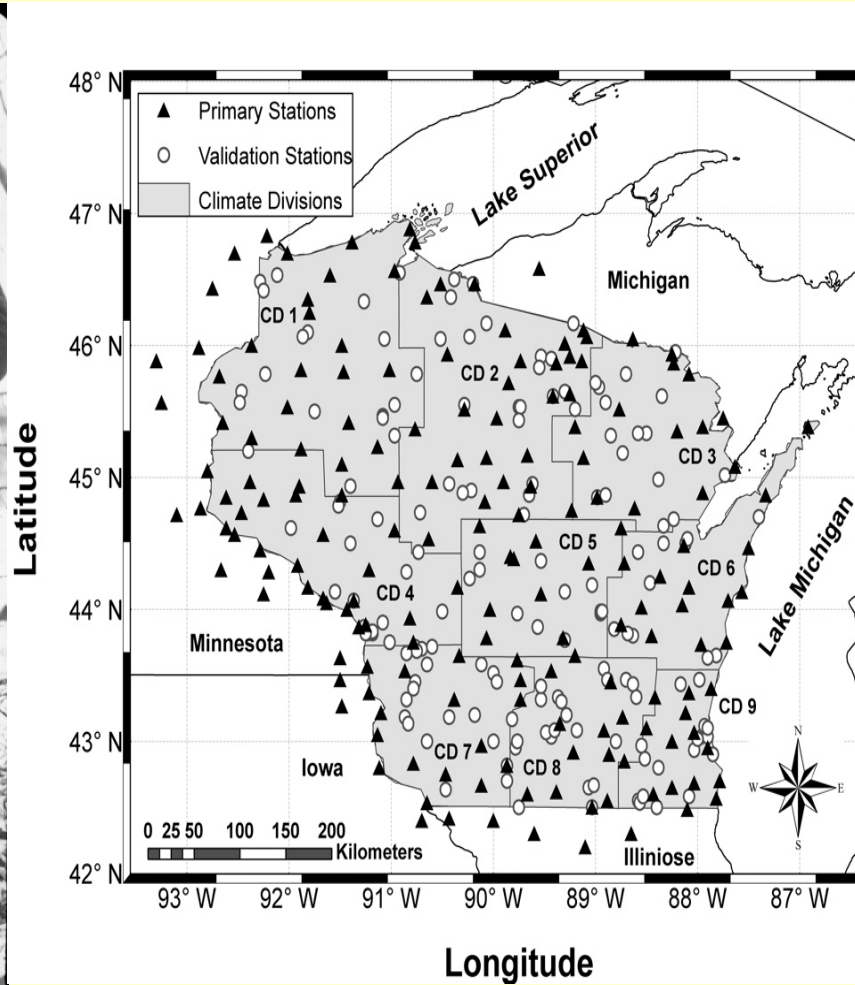 48° N
Primary Stations
Validation Stations
Climate Divisions
Lake Superior
47° N
Michigan
CD 1
46° N
CD 2
CD 3
45° N
Latitude
CD 5
CD 6
Lake Michigan
CD 4
44° N
Minnesota
CD 9
43° N
CD 7
CD 8
Iowa
N
W E
S
0 25 50 100 150 200
Kilometers
Illiniose
42° N
93° W 92° W 91° W 90° W 89° W 88° W 87° W
Longitude